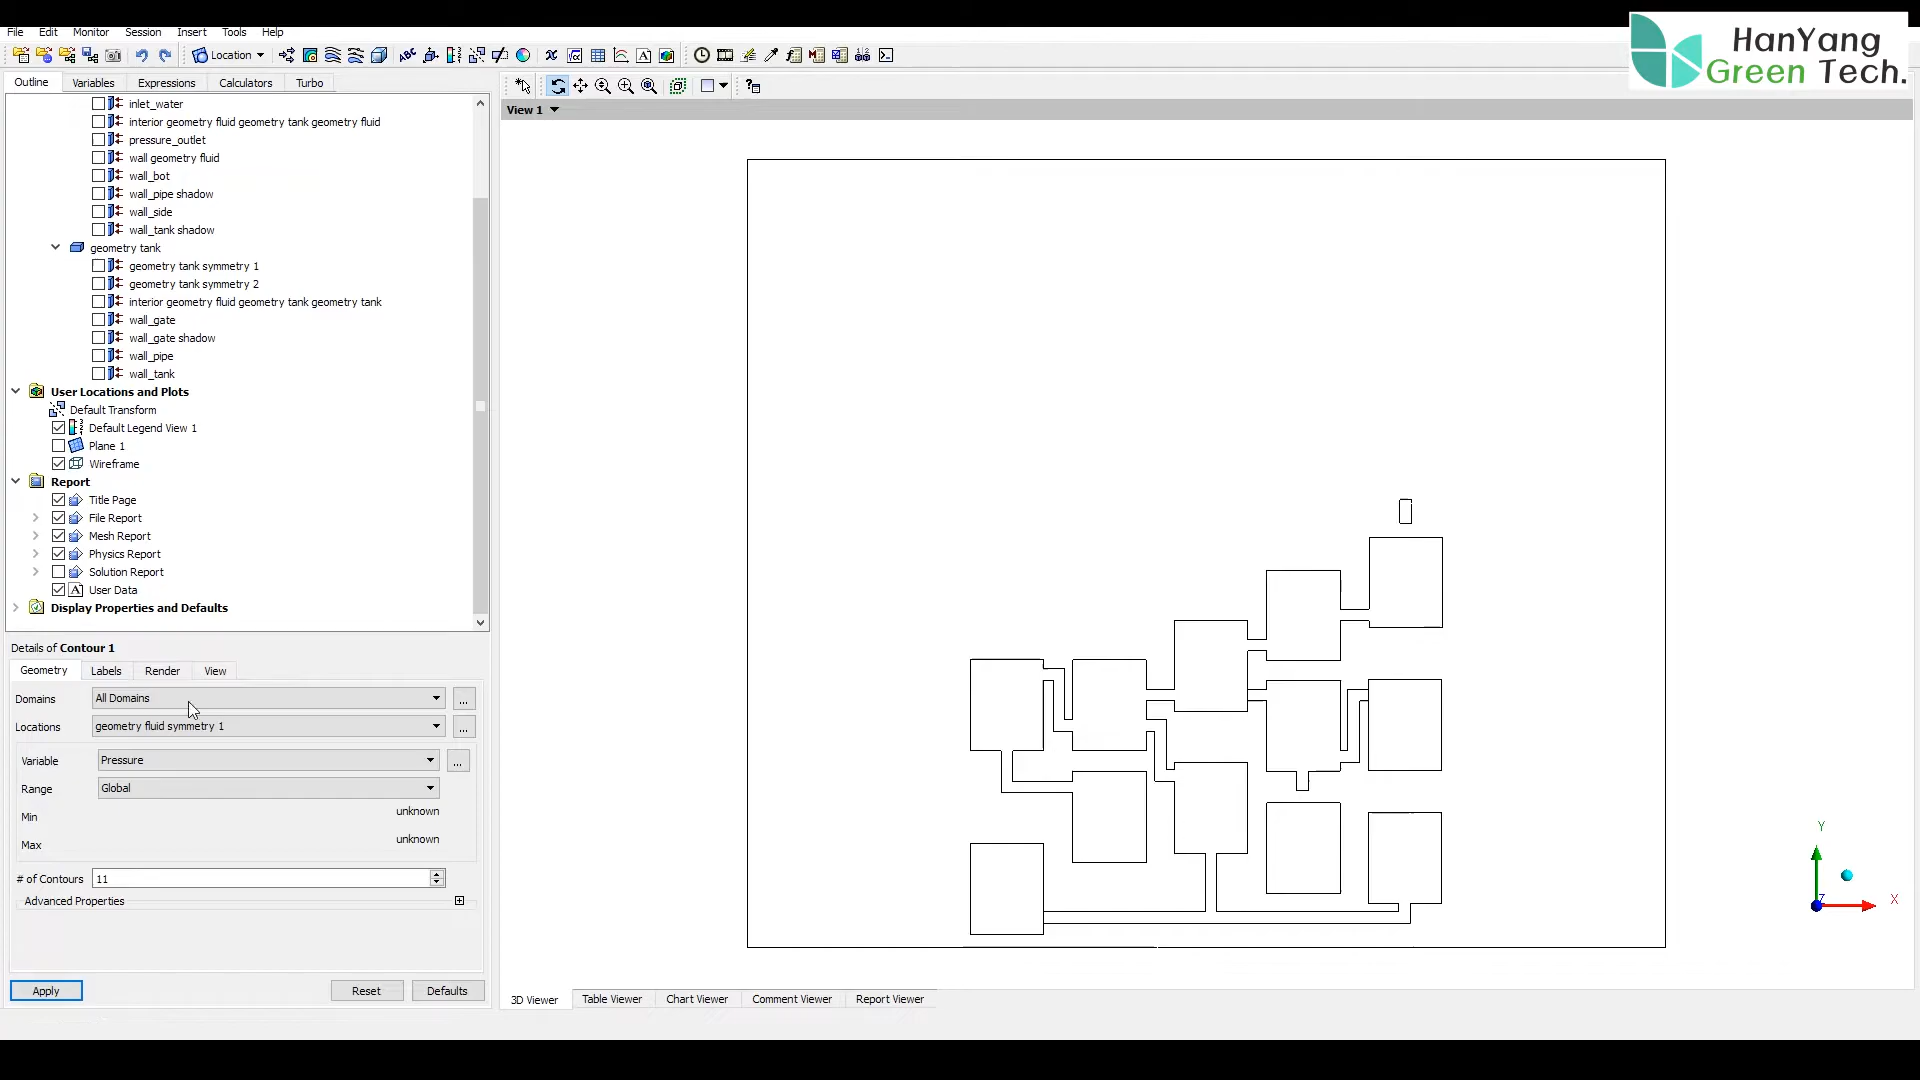 File Edit Monitor Session Insert Tools Help
HanYang
Green Tech.
Location
Outline Variables Expressions Calculators Turbo
View 1
inlet_water
interior geometry fluid geometry tank geometry fluid
pressure_outlet
wall geometry fluid
wall_bot
wall_pipe shadow
wall_side
wall_tank shadow
geometry tank
geometry tank symmetry 1
geometry tank symmetry 2
interior geometry fluid geometry tank geometry tank
wall_gate
wall_gate shadow
wall_pipe
wall_tank
User Locations and Plots
Default Transform
Default Legend View 1
Plane 1
Wireframe
Report
Title Page
File Report
Mesh Report
Physics Report
Solution Report
User Data
Display Properties and Defaults
Details of Contour 1
Geometry Labels Render View
Domains All Domains ...
Locations geometry fluid symmetry 1 ...
Variable Pressure ...
Range Global
Min unknown
Max unknown
# of Contours 11
Advanced Properties
Apply Reset Defaults
Y
Z X
3D Viewer Table Viewer Chart Viewer Comment Viewer Report Viewer